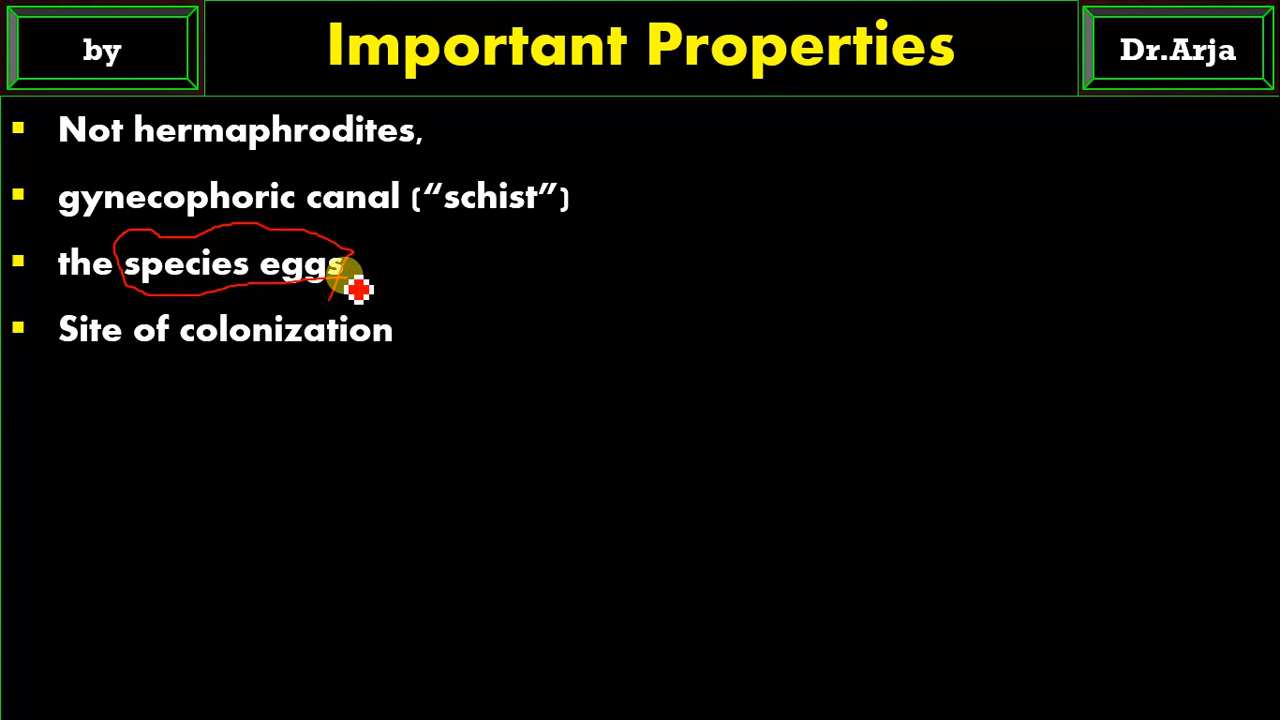 by
Important Properties
Dr.Arja
Not hermaphrodites,
gynecophoric canal (“schist”)
the species eggs
Site of colonization